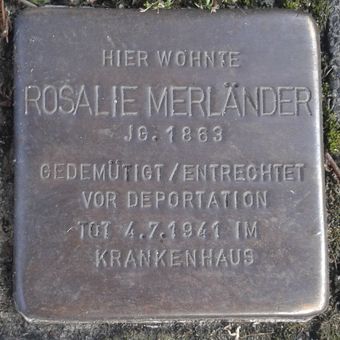 HIER WOHNTE
ROSALIE MERLÄNDER
JG. 1863
GEDEMÜTIGT/ENTRECHTET
VOR DEPORTATION
TOT 4.7.1941 IM
KRANKENHAUS